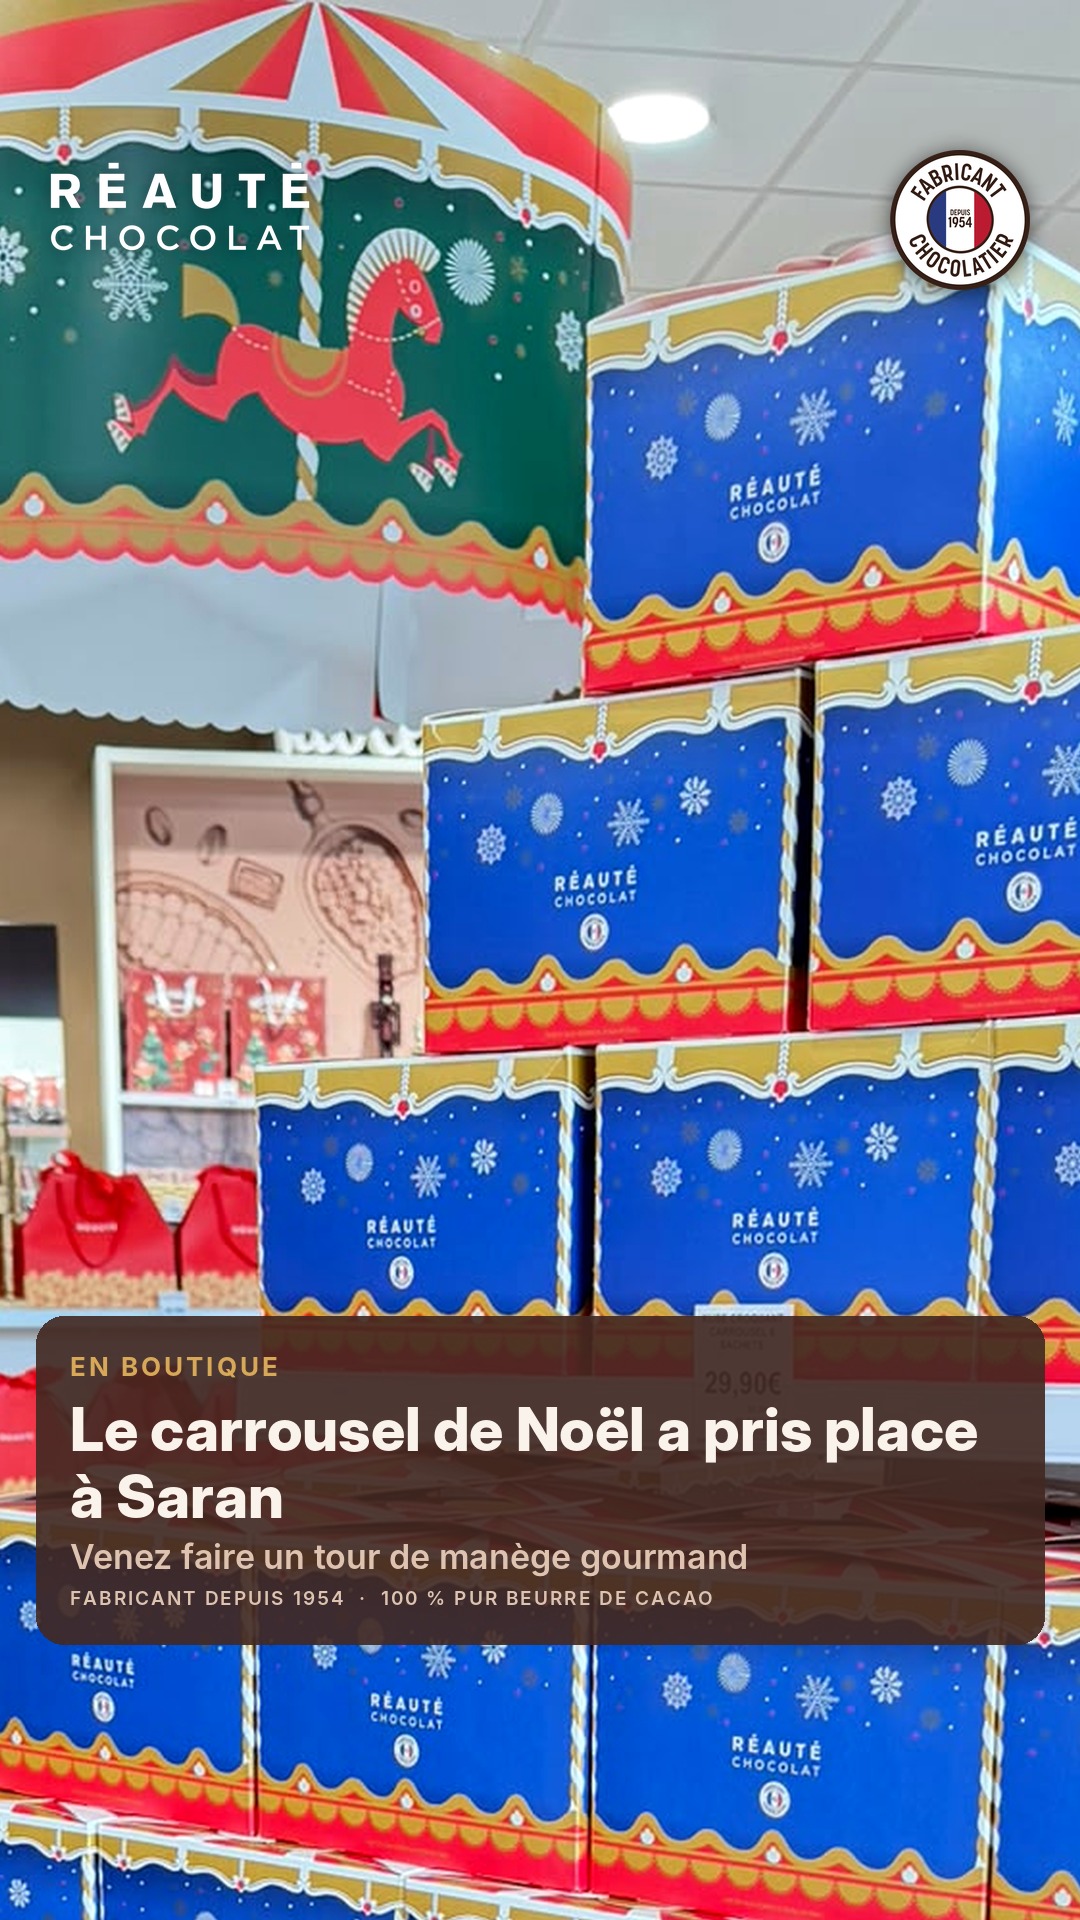 RÉAUTÉ
CHOCOLAT
FABRICANT
DEPUIS
1954
CHOCOLATIER
RÉAUTÉ
CHOCOLAT
RÉAUTÉ
CHOCOLAT
RÉAUTÉ
CHOCOLAT
RÉAUTÉ
CHOCOLAT
RÉAUTÉ
CHOCOLAT
CARROUSEL
SACHETS
29,90€
EN BOUTIQUE
Le carrousel de Noël a pris place
à Saran
Venez faire un tour de manège gourmand
FABRICANT DEPUIS 1954 · 100 % PUR BEURRE DE CACAO
RÉAUTÉ
CHOCOLAT
RÉAUTÉ
CHOCOLAT
RÉAUTÉ
CHOCOLAT